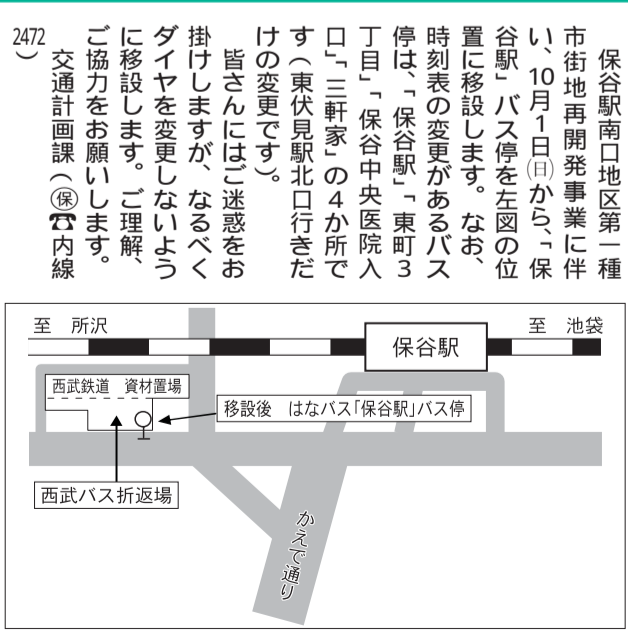 保谷駅南口地区第一種
市街地再開発事業に伴
い、10月1日㈰から、「保
谷駅」バス停を左図の位
置に移設します。なお、
時刻表の変更があるバス
停は、「保谷駅」「東町3
丁目」「保谷中央医院入
口」「三軒家」の4か所で
す（東伏見駅北口行きだ
けの変更です）。
　皆さんにはご迷惑をお
掛けしますが、なるべく
ダイヤを変更しないよう
に移設します。ご理解、
ご協力をお願いします。
　交通計画課（㊝☎内線
2472）
至　所沢
保谷駅
至　池袋
西武鉄道　資材置場
移設後　はなバス「保谷駅」バス停
西武バス折返場
かえで通り